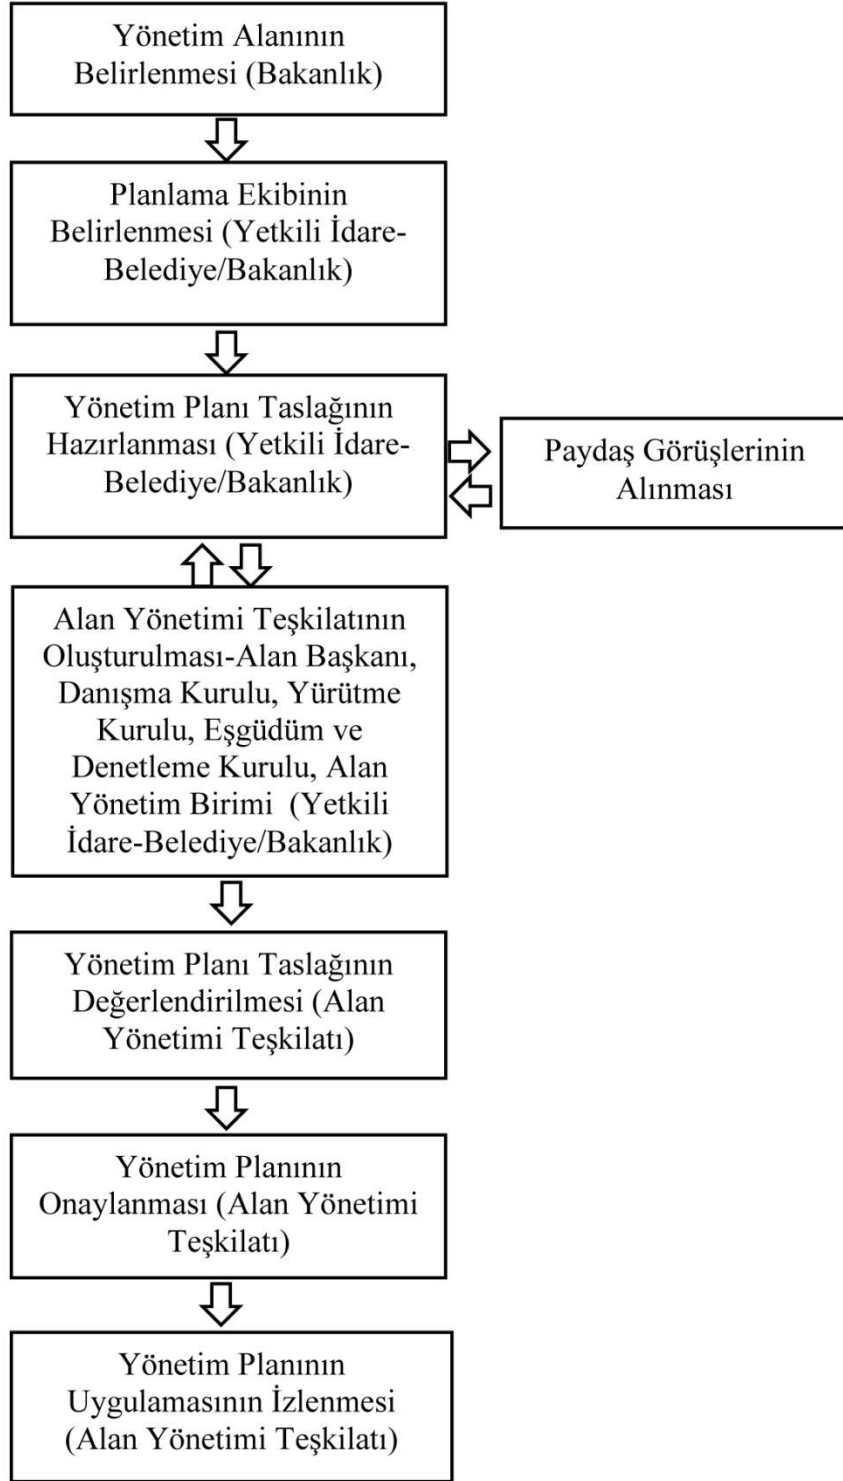 Yönetim Alanının
Belirlenmesi (Bakanlık)
Planlama Ekibinin
Belirlenmesi (Yetkili İdare-
Belediye/Bakanlık)
Yönetim Planı Taslağının
Hazırlanması (Yetkili İdare-
Belediye/Bakanlık)
Paydaş Görüşlerinin
Alınması
Alan Yönetimi Teşkilatının
Oluşturulması-Alan Başkanı,
Danışma Kurulu, Yürütme
Kurulu, Eşgüdüm ve
Denetleme Kurulu, Alan
Yönetim Birimi (Yetkili
İdare-Belediye/Bakanlık)
Yönetim Planı Taslağının
Değerlendirilmesi (Alan
Yönetimi Teşkilatı)
Yönetim Planının
Onaylanması (Alan Yönetimi
Teşkilatı)
Yönetim Planının
Uygulamasının İzlenmesi
(Alan Yönetimi Teşkilatı)